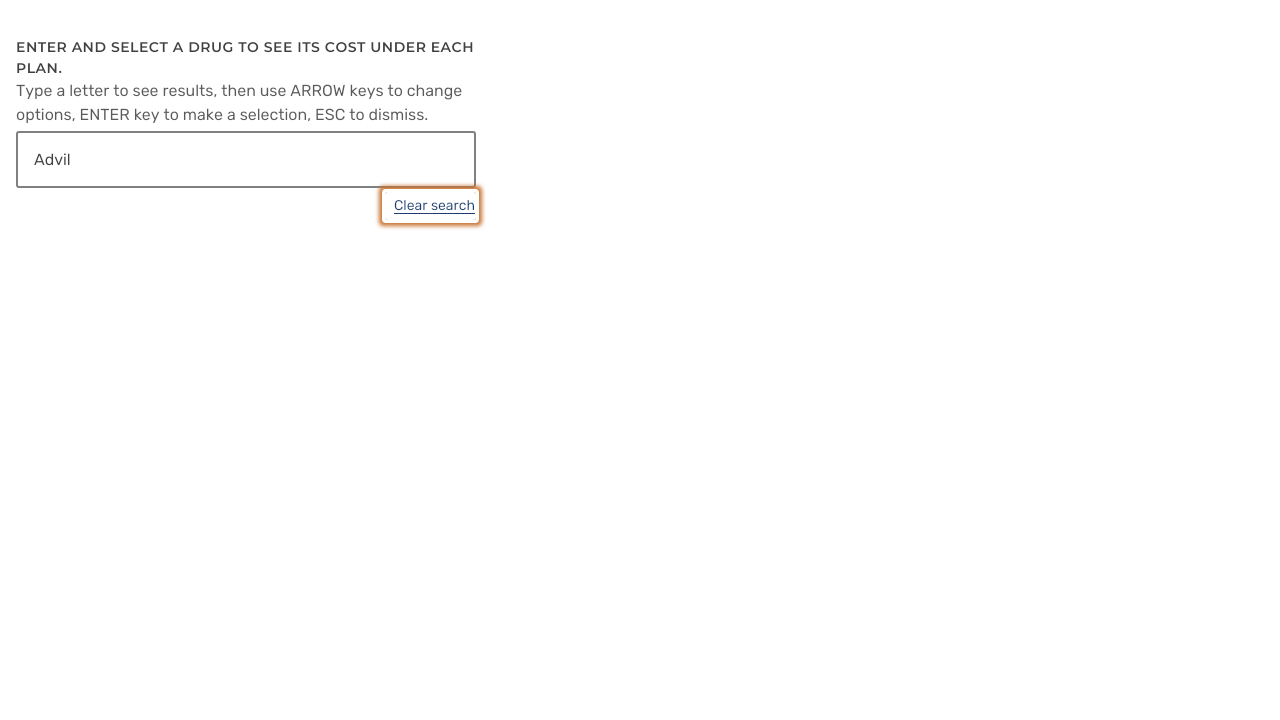 ENTER AND SELECT A DRUG TO SEE ITS COST UNDER EACH
PLAN.
Type a letter to see results, then use ARROW keys to change
options, ENTER key to make a selection, ESC to dismiss.
Advil
Clear search